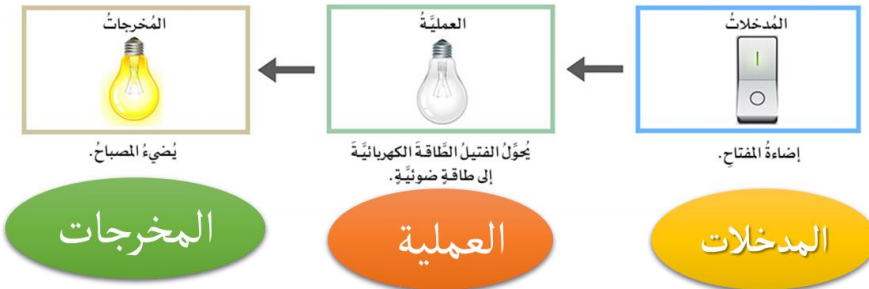 المُدخلاتُ
إضاءةُ المفتاحِ.
العمليَّةُ
يُحوِّلُ الفتيلُ الطَّاقةَ الكهربائيَّةَ
إلى طاقةٍ ضوئيَّةٍ.
المُخرجاتُ
يُضيءُ المصباحُ.
المدخلات
العملية
المخرجات